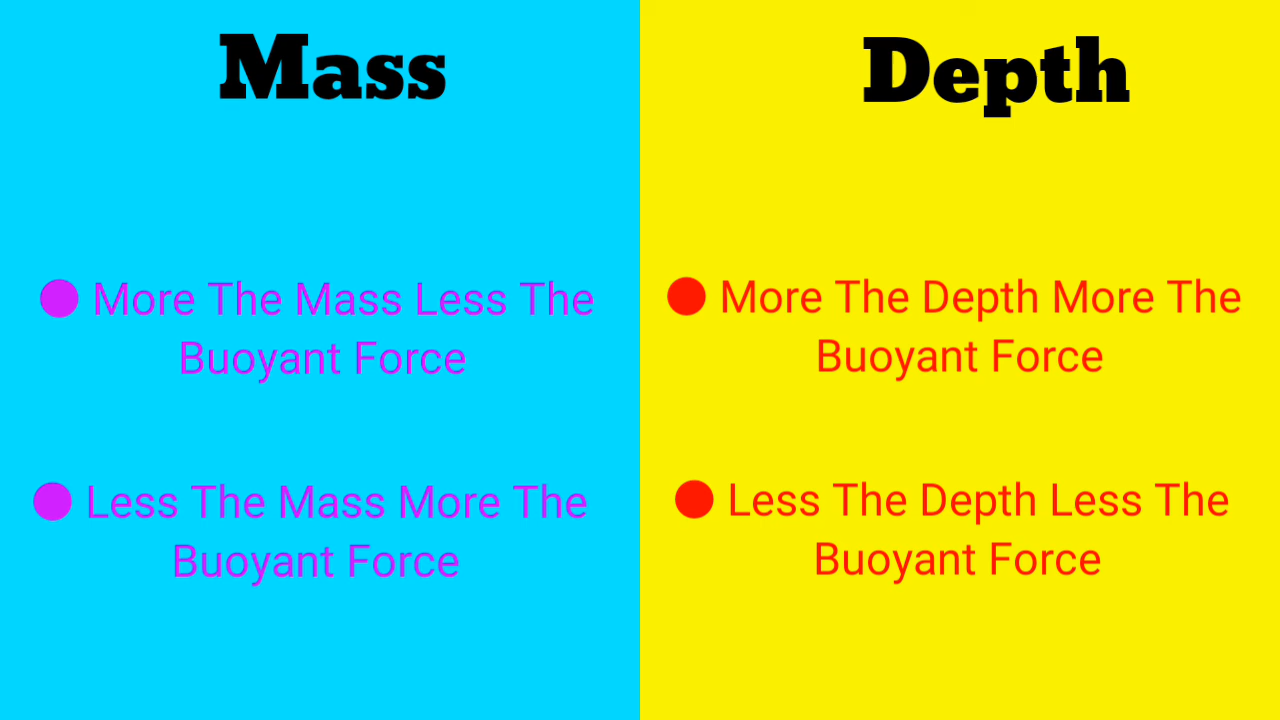 Mass
● More The Mass Less The
Buoyant Force
● Less The Mass More The
Buoyant Force
Depth
● More The Depth More The
Buoyant Force
● Less The Depth Less The
Buoyant Force